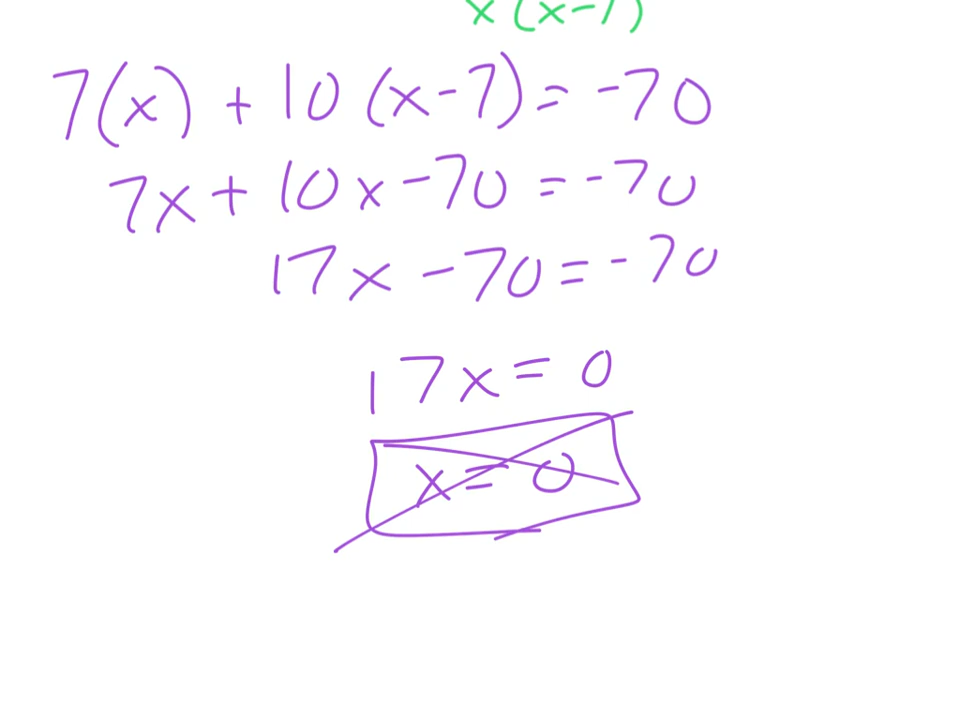 x(x-7)
7(x) + 10(x-7) = -70
7x + 10x - 70 = -70
17x - 70 = -70
17x = 0
x = 0